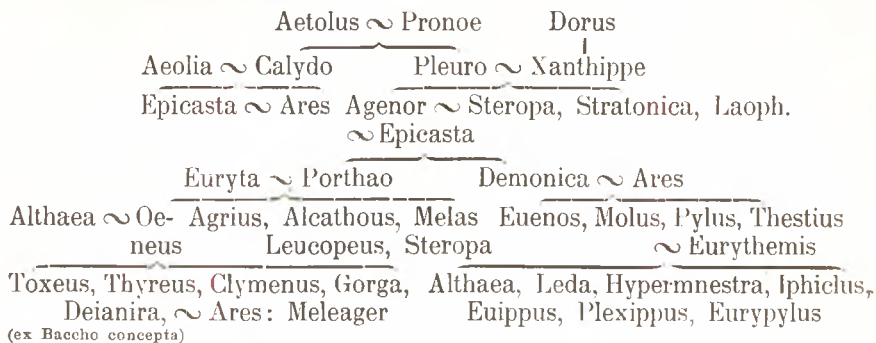 Aetolus ∾ Pronoe Dorus
Aeolia ∾ Calydo Pleuro ∾ Xanthippe
Epicasta ∾ Ares Agenor ∾ Steropa, Stratonica, Laoph.
∾ Epicasta
Euryta ∾ Porthao Demonica ∾ Ares
Althaea ∾ Oe- Agrius, Alcathous, Melas Euenos, Molus, Pylus, Thestius
neus Leucopeus, Steropa ∾ Eurythemis
Toxeus, Thyreus, Clymenus, Gorga, Althaea, Leda, Hypermnestra, Iphiclus,
Deianira, ∾ Ares: Meleager Euippus, Plexippus, Eurypylus
(ex Baccho concepta)